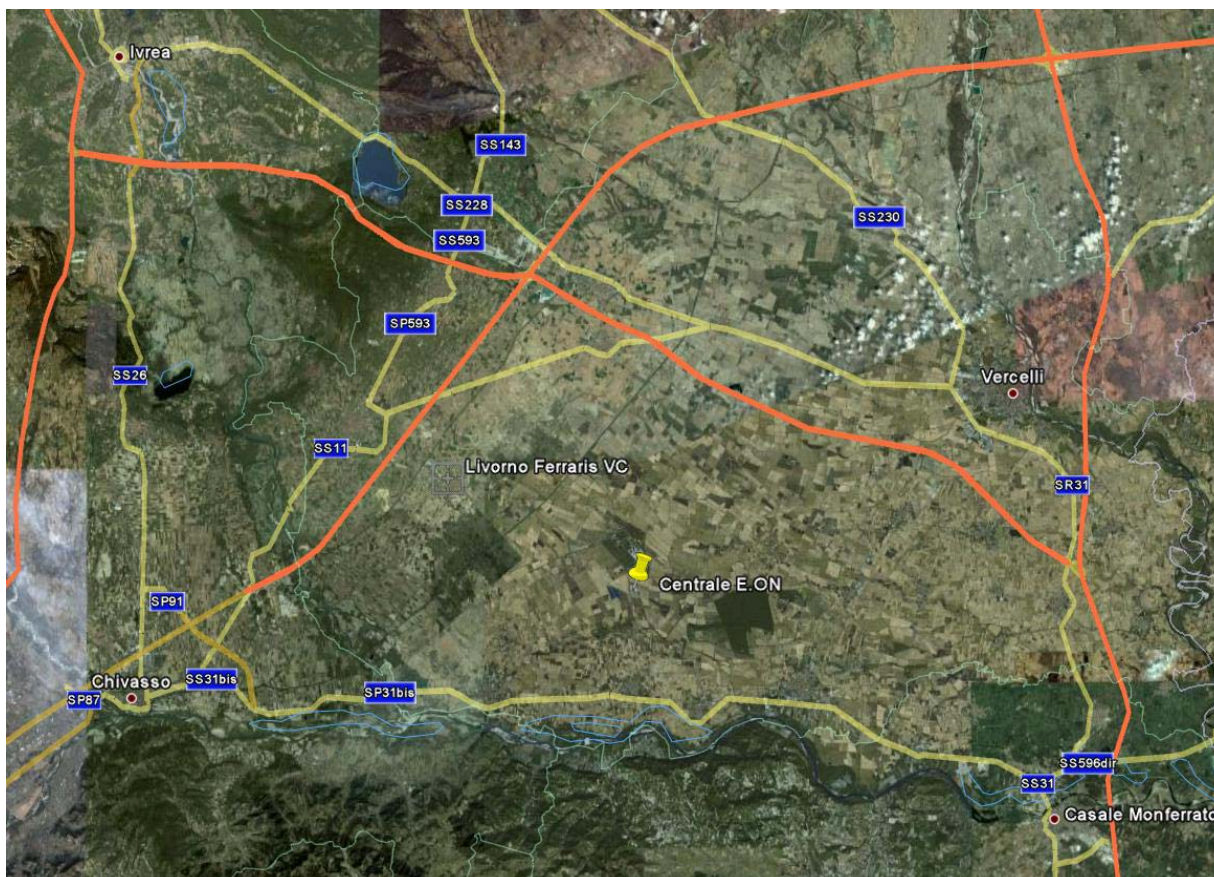 Ivrea
SS143
SS228
SS230
SS593
SP593
SS26
Vercelli
SS11
Livorno Ferraris VC
SR31
Centrale E.ON
SP91
Chivasso
SS31bis
SP31bis
SP87
SS596dir
SS31
Casale Monferrato